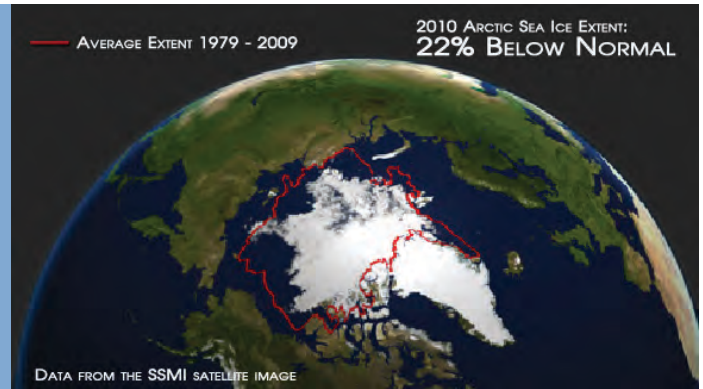 Average Extent 1979 - 2009
2010 Arctic Sea Ice Extent:
22% Below Normal
Data from the SSMI satellite image